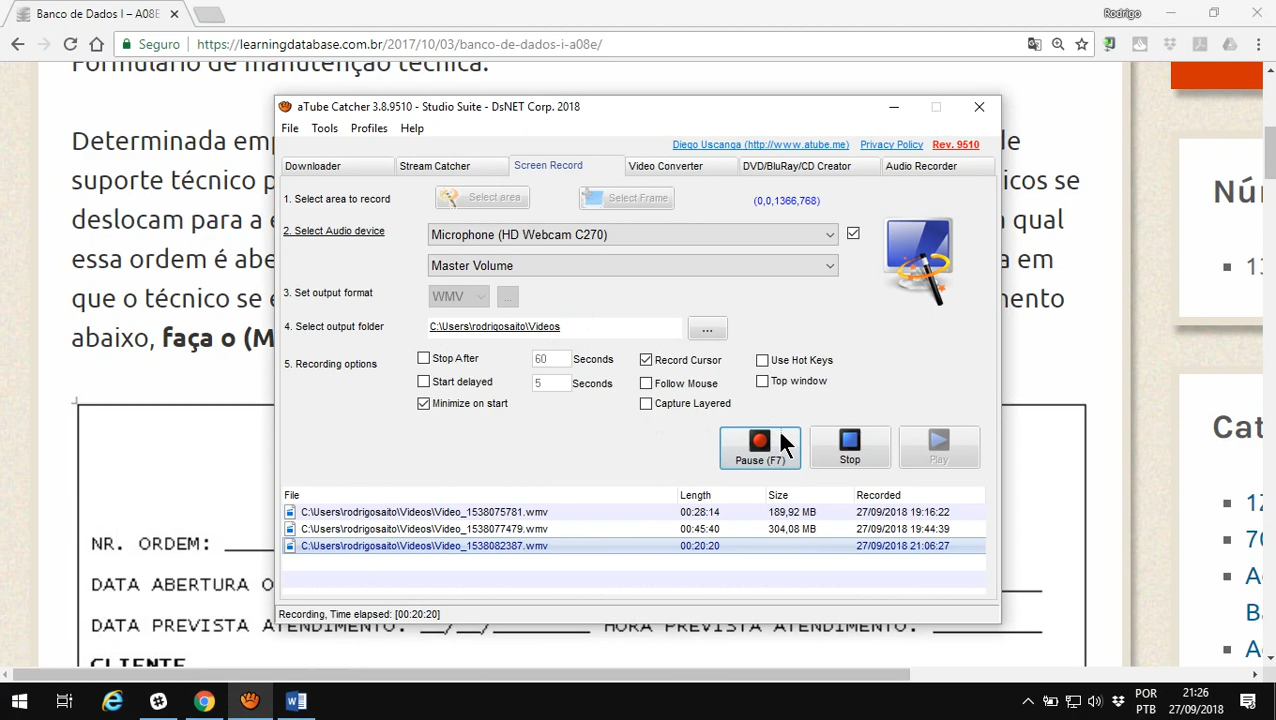 Banco de Dados I – A08E
Rodrigo
Seguro
https://learningdatabase.com.br/2017/10/03/banco-de-dados-i-a08e/
Formulário de manutenção técnica.
aTube Catcher 3.8.9510 - Studio Suite - DsNET Corp. 2018
File Tools Profiles Help
Diego Uscanga (http://www.atube.me) Privacy Policy Rev. 9510
Downloader Stream Catcher Screen Record Video Converter DVD/BluRay/CD Creator Audio Recorder
1. Select area to record Select area Select Frame (0,0,1366,768)
2. Select Audio device Microphone (HD Webcam C270)
Master Volume
3. Set output format WMV ...
4. Select output folder C:\Users\rodrigosaito\Videos ...
5. Recording options Stop After 60 Seconds Record Cursor Use Hot Keys
Start delayed 5 Seconds Follow Mouse Top window
Minimize on start Capture Layered
Pause (F7) Stop Play
File Length Size Recorded
C:\Users\rodrigosaito\Videos\Video_1538075781.wmv 00:28:14 189,92 MB 27/09/2018 19:16:22
C:\Users\rodrigosaito\Videos\Video_1538077479.wmv 00:45:40 304,08 MB 27/09/2018 19:44:39
C:\Users\rodrigosaito\Videos\Video_1538082387.wmv 00:20:20 27/09/2018 21:06:27
Recording, Time elapsed: [00:20:20]
Determinada emp de
suporte técnico p icos se
deslocam para a e qual
essa ordem é abe a em
que o técnico se e mento
abaixo, faça o (M
NR. ORDEM:
DATA ABERTURA O
DATA PREVISTA ATENDIMENTO: __/__/______ HORA PREVISTA ATENDIMENTO: ________
CLIENTE
Nú
13
Cat
12
70
A
Ba
A
POR
PTB
21:26
27/09/2018